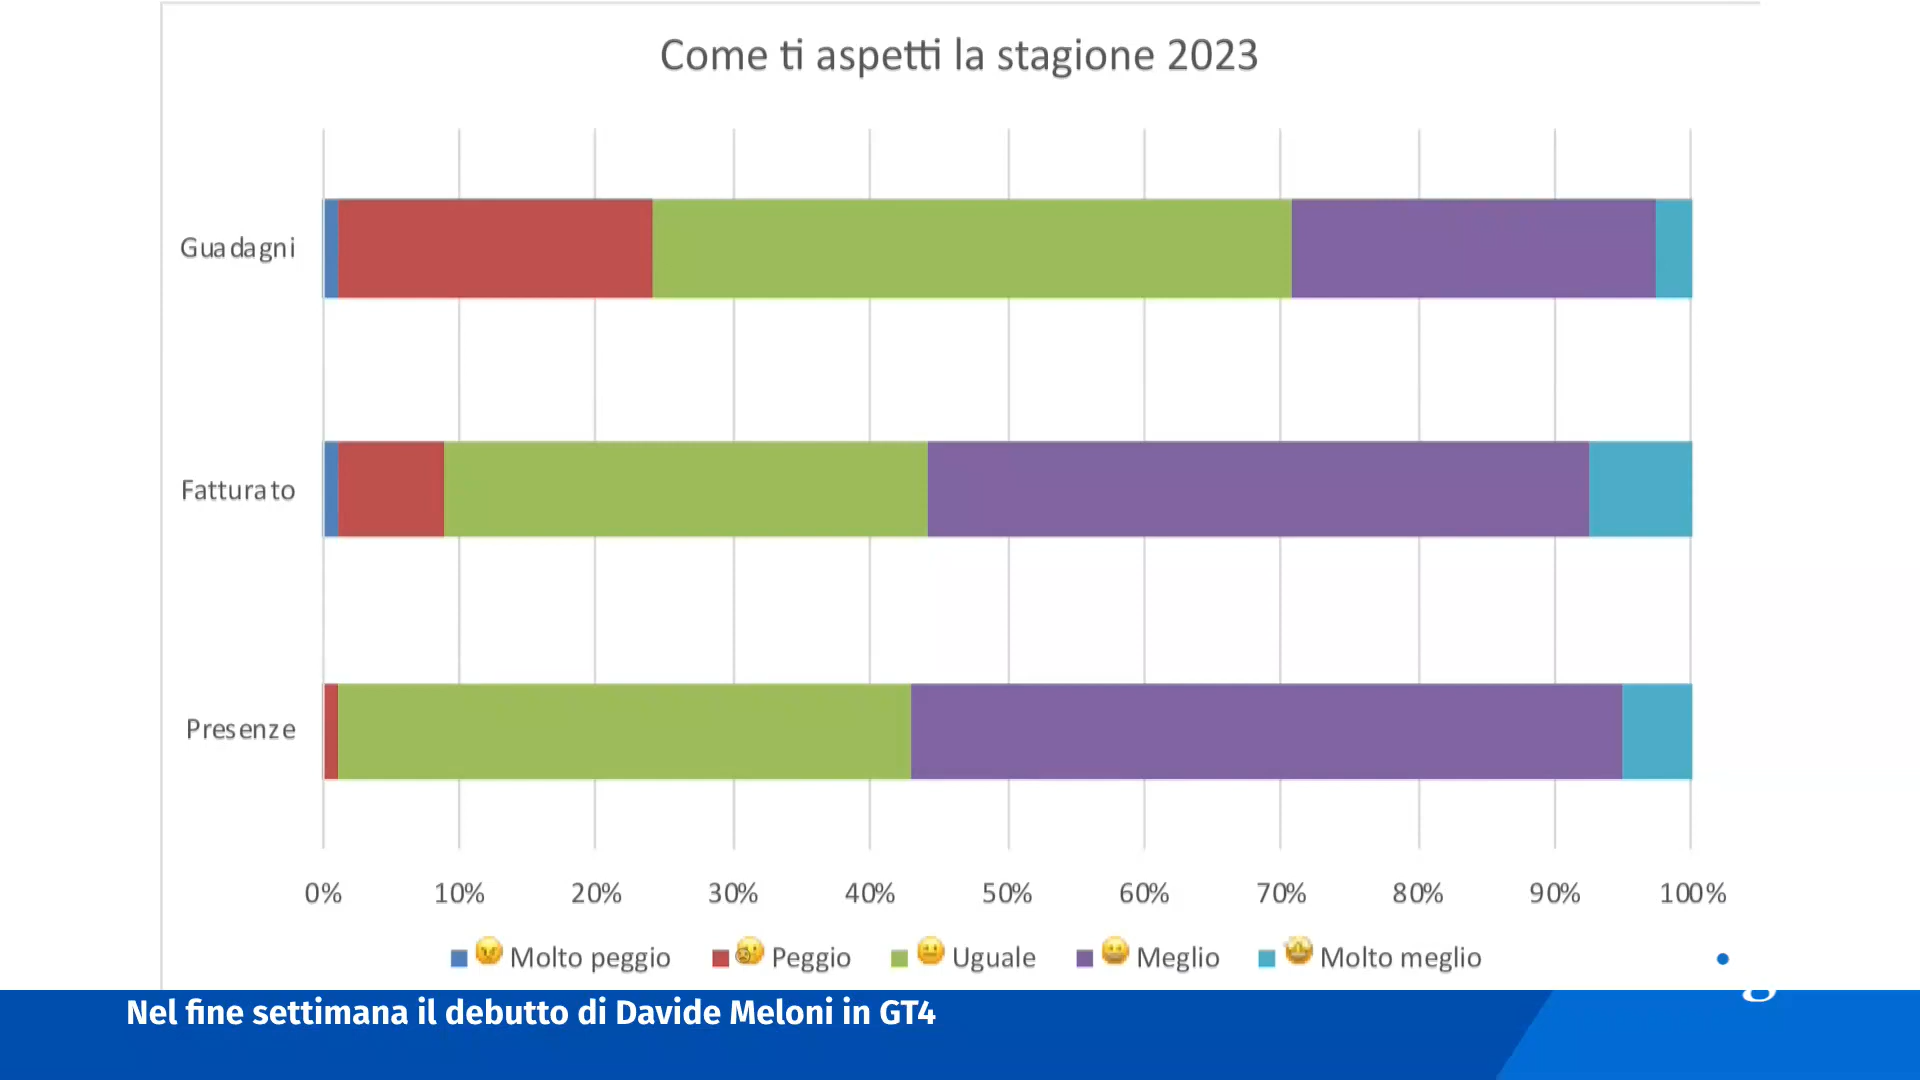 Come ti aspetti la stagione 2023
Guadagni
Fatturato
Presenze
0% 10% 20% 30% 40% 50% 60% 70% 80% 90% 100%
Molto peggio Peggio Uguale Meglio Molto meglio
Nel fine settimana il debutto di Davide Meloni in GT4